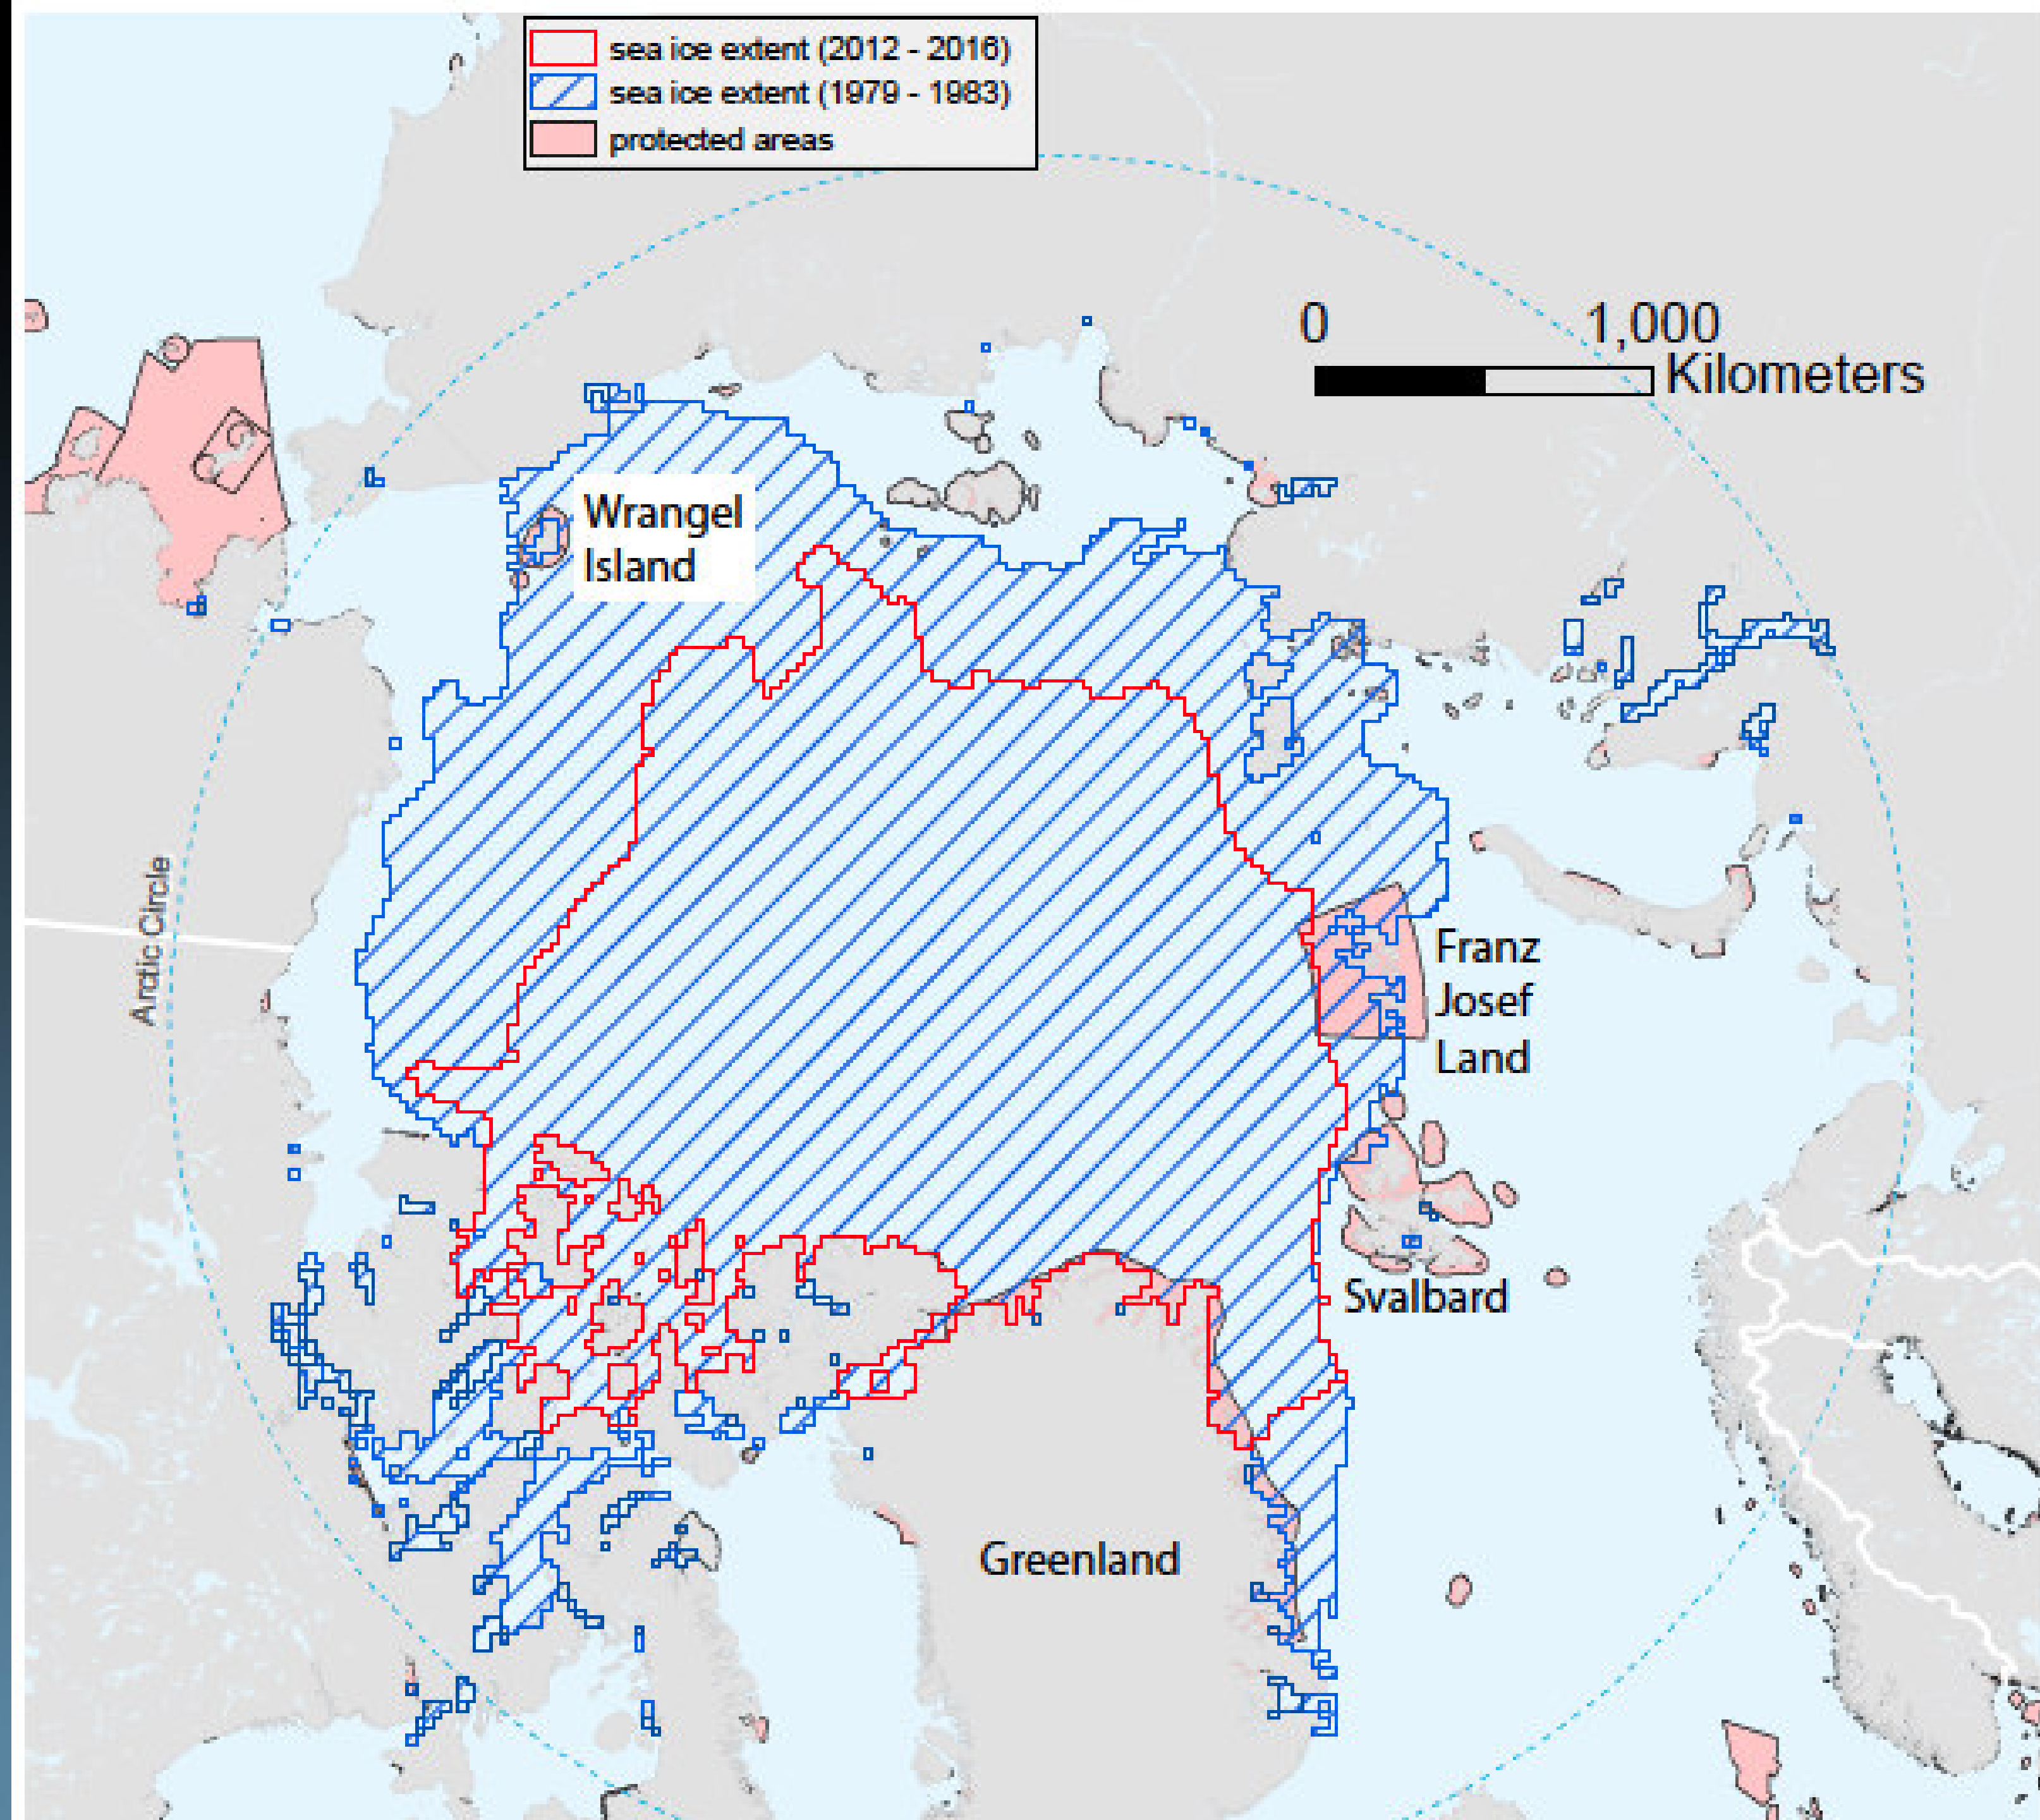 sea ice extent (2012 - 2016)
sea ice extent (1979 - 1983)
protected areas
0 1,000
Kilometers
Wrangel
Island
Arctic Circle
Franz
Josef
Land
Svalbard
Greenland